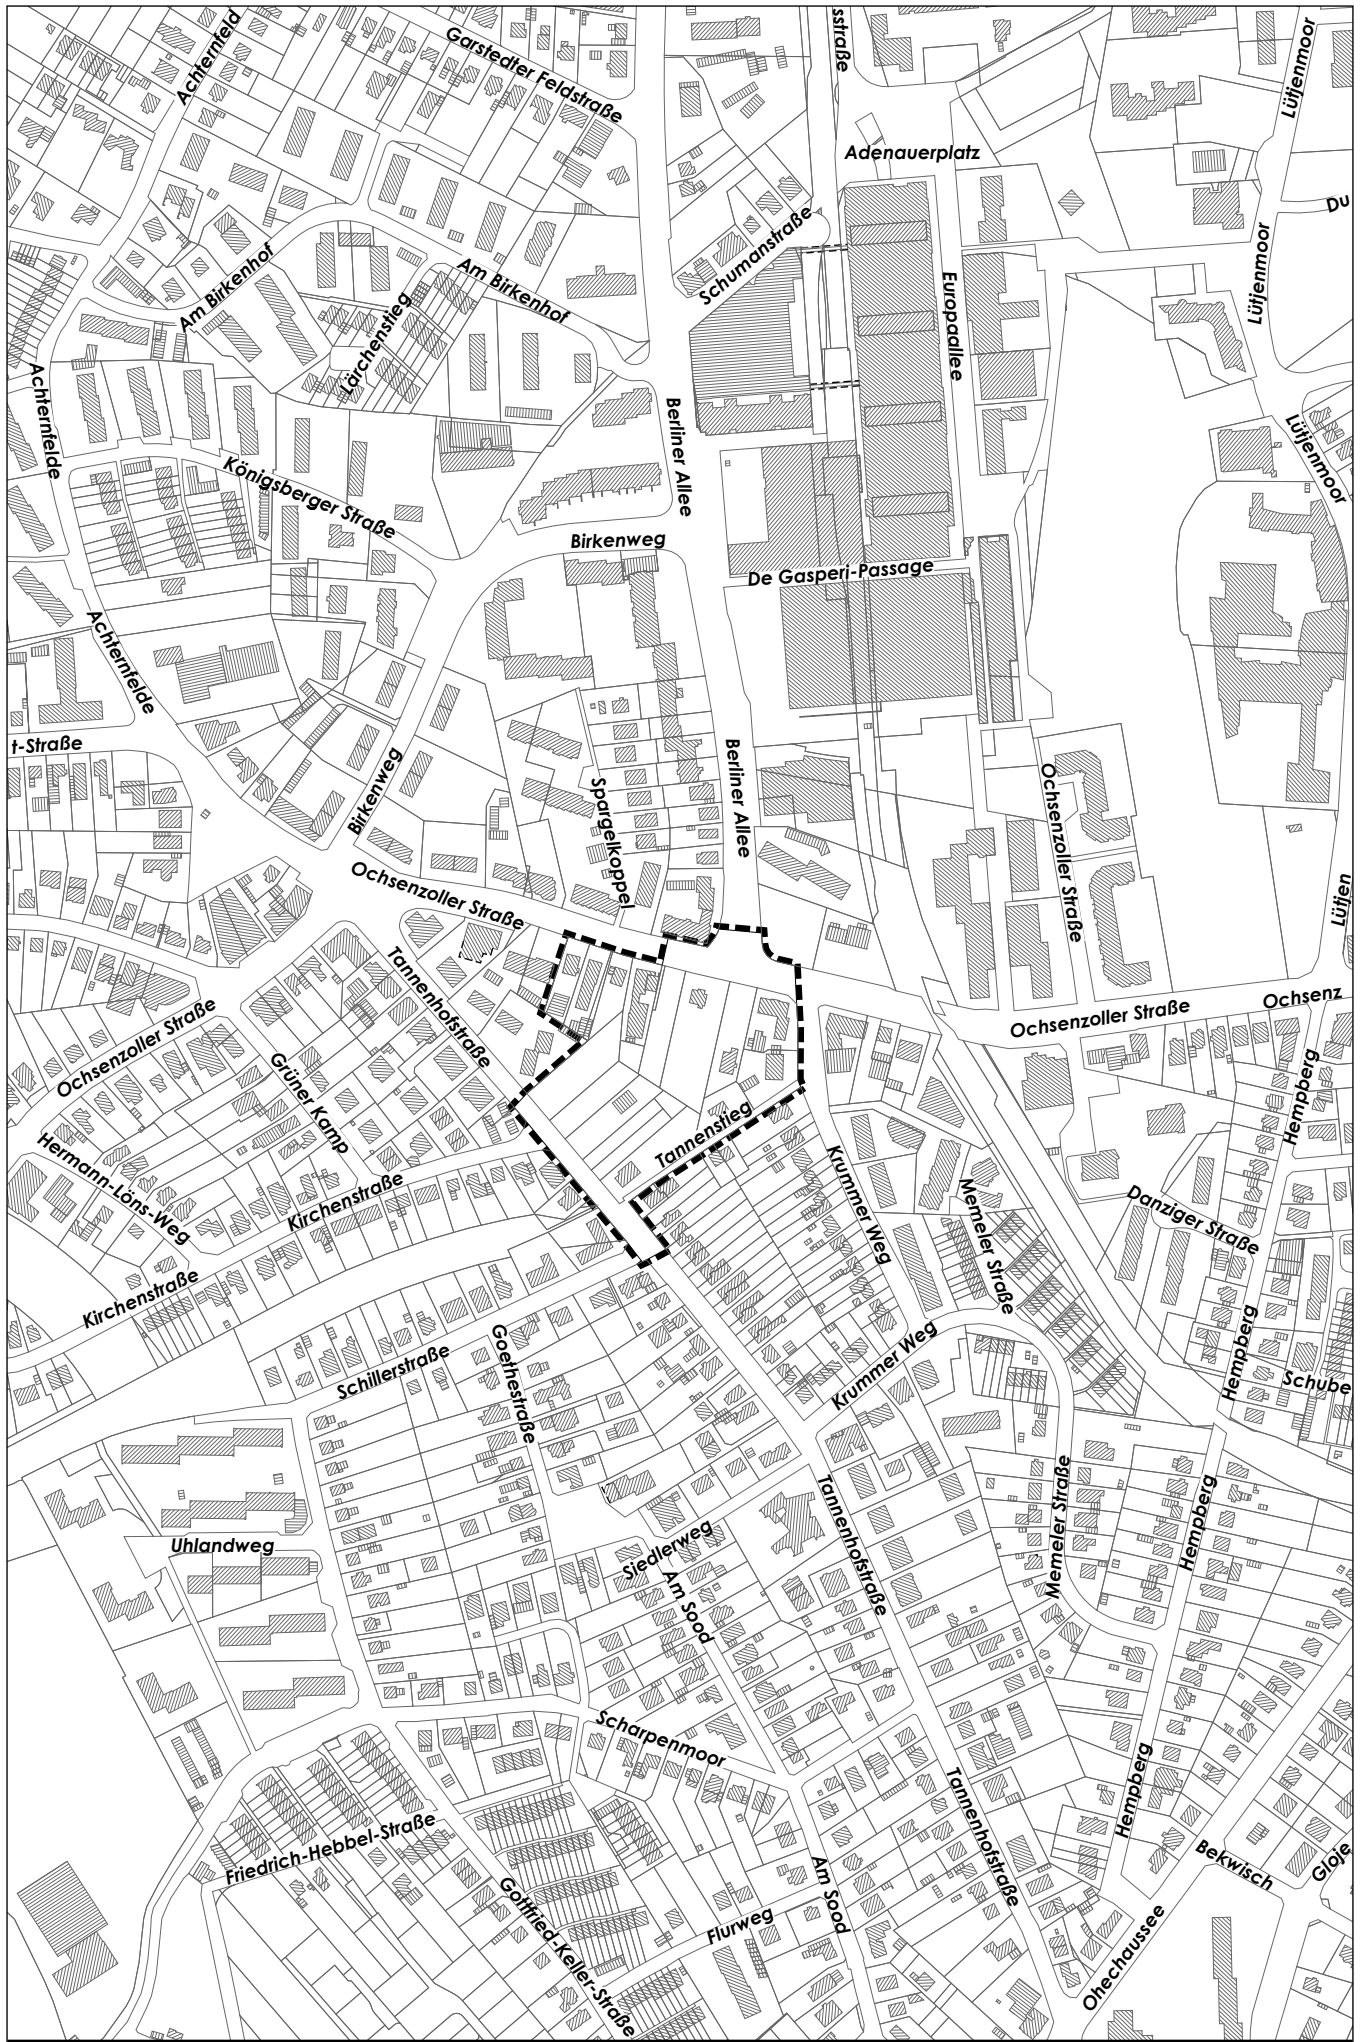 Achternfeld
Garstedter Feldstraße
sstraße
Lütjenmoor
Adenauerplatz
Du
Schumanstraße
Am Birkenhof
Am Birkenhof
Lütjenmoor
Europaallee
Lärchenstieg
Achternfelde
Berliner Allee
Lütjenmoor
Königsberger Straße
Birkenweg
De Gasperi-Passage
Achternfelde
t-Straße
Birkenweg
Spargelkoppel
Berliner Allee
Ochsenzoller Straße
Ochsenzoller Straße
Lütjen
Tannenhofstraße
Ochsenzoller Straße
Ochsenz
Ochsenzoller Straße
Grüner Kamp
Hempberg
Tannenstieg
Hermann-Löns-Weg
Kirchenstraße
Krummer Weg
Memeler Straße
Danziger Straße
Kirchenstraße
Schillerstraße
Goethestraße
Krummer Weg
Hempberg
Schube
Tannenhofstraße
Memeler Straße
Hempberg
Uhlandweg
Siedlerweg
Am Sood
Scharpenmoor
Tannenhofstraße
Hempberg
Friedrich-Hebbel-Straße
Gottfried-Keller-Straße
Flurweg
Am Sood
Bekwisch
Gloje
Ohechaussee